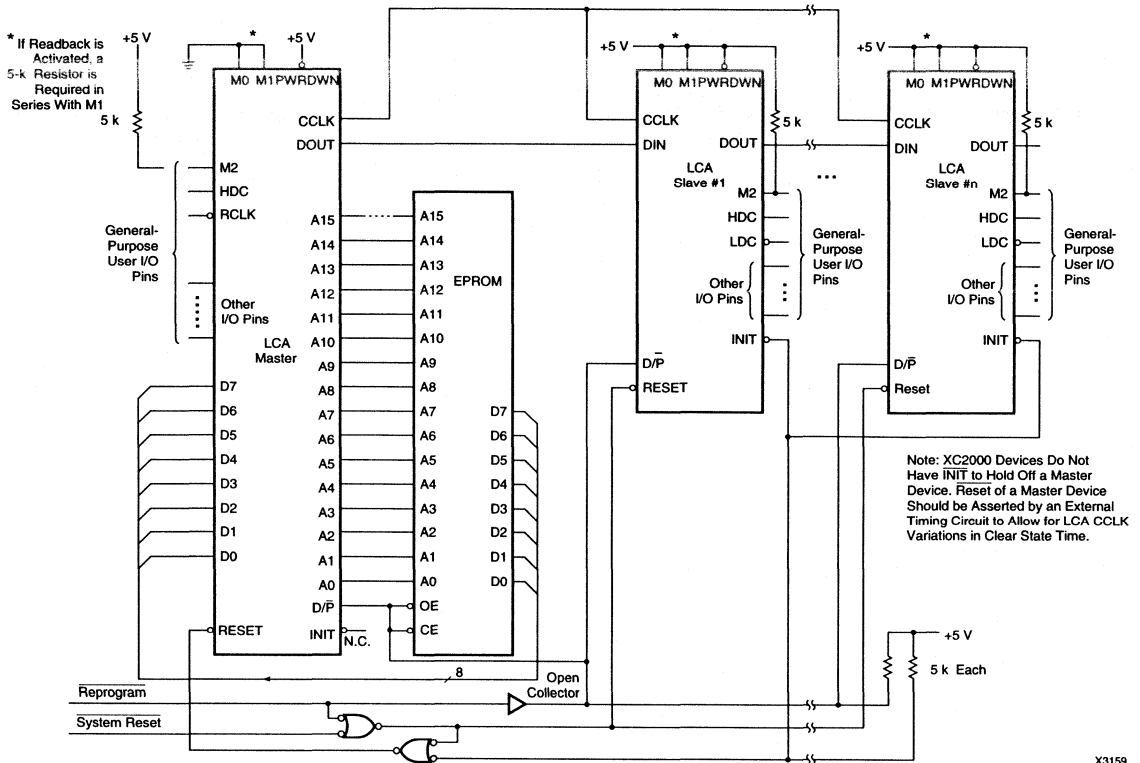 * If Readback is
Activated, a
5-k Resistor is
Required in
Series With M1
+5 V
*
+5 V
5 k
M0 M1 PWRDWN
CCLK
DOUT
M2
HDC
RCLK
General-
Purpose
User I/O
Pins
Other
I/O Pins
LCA
Master
A15
A14
A13
A12
A11
A10
A9
A8
A7
A6
A5
A4
A3
A2
A1
A0
D/P̅
INIT
N.C.
D7
D6
D5
D4
D3
D2
D1
D0
RESET
EPROM
A15
A14
A13
A12
A11
A10
A9
A8
A7
A6
A5
A4
A3
A2
A1
A0
OE
CE
D7
D6
D5
D4
D3
D2
D1
D0
8
+5 V
*
M0 M1 PWRDWN
5 k
CCLK
DIN
DOUT
LCA
Slave #1
M2
HDC
LDC
General-
Purpose
User I/O
Pins
Other
I/O Pins
INIT
D/P̅
RESET
...
+5 V
*
M0 M1 PWRDWN
5 k
CCLK
DIN
DOUT
LCA
Slave #n
M2
HDC
LDC
General-
Purpose
User I/O
Pins
Other
I/O Pins
INIT
D/P̅
Reset
Note: XC2000 Devices Do Not
Have I̅N̅I̅T̅ to Hold Off a Master
Device. R̅e̅s̅e̅t̅ of a Master Device
Should be Asserted by an External
Timing Circuit to Allow for LCA CCLK
Variations in Clear State Time.
+5 V
5 k Each
R̅e̅p̅r̅o̅g̅r̅a̅m̅
Open
Collector
S̅y̅s̅t̅e̅m̅ R̅e̅s̅e̅t̅
X3159